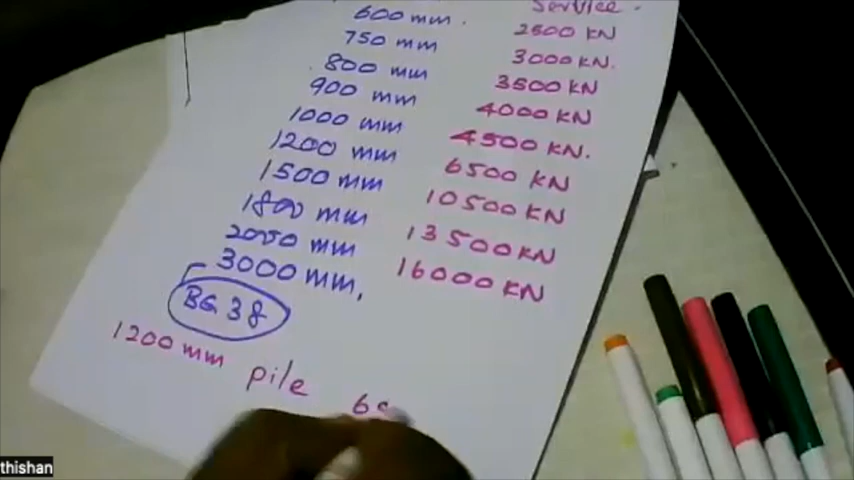 Service.
600 mm. 2500 KN
750 mm 3000 KN.
800 mm 3500 KN
900 mm 4000 KN
1000 mm 4500 KN.
1200 mm 6500 KN
1500 mm 10500 KN
1800 mm 13500 KN
2000 mm 16000 KN
3000 mm,
BG 38
1200 mm pile 65
thishan